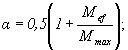 α = 0,5(1 + M_ef / M_max);